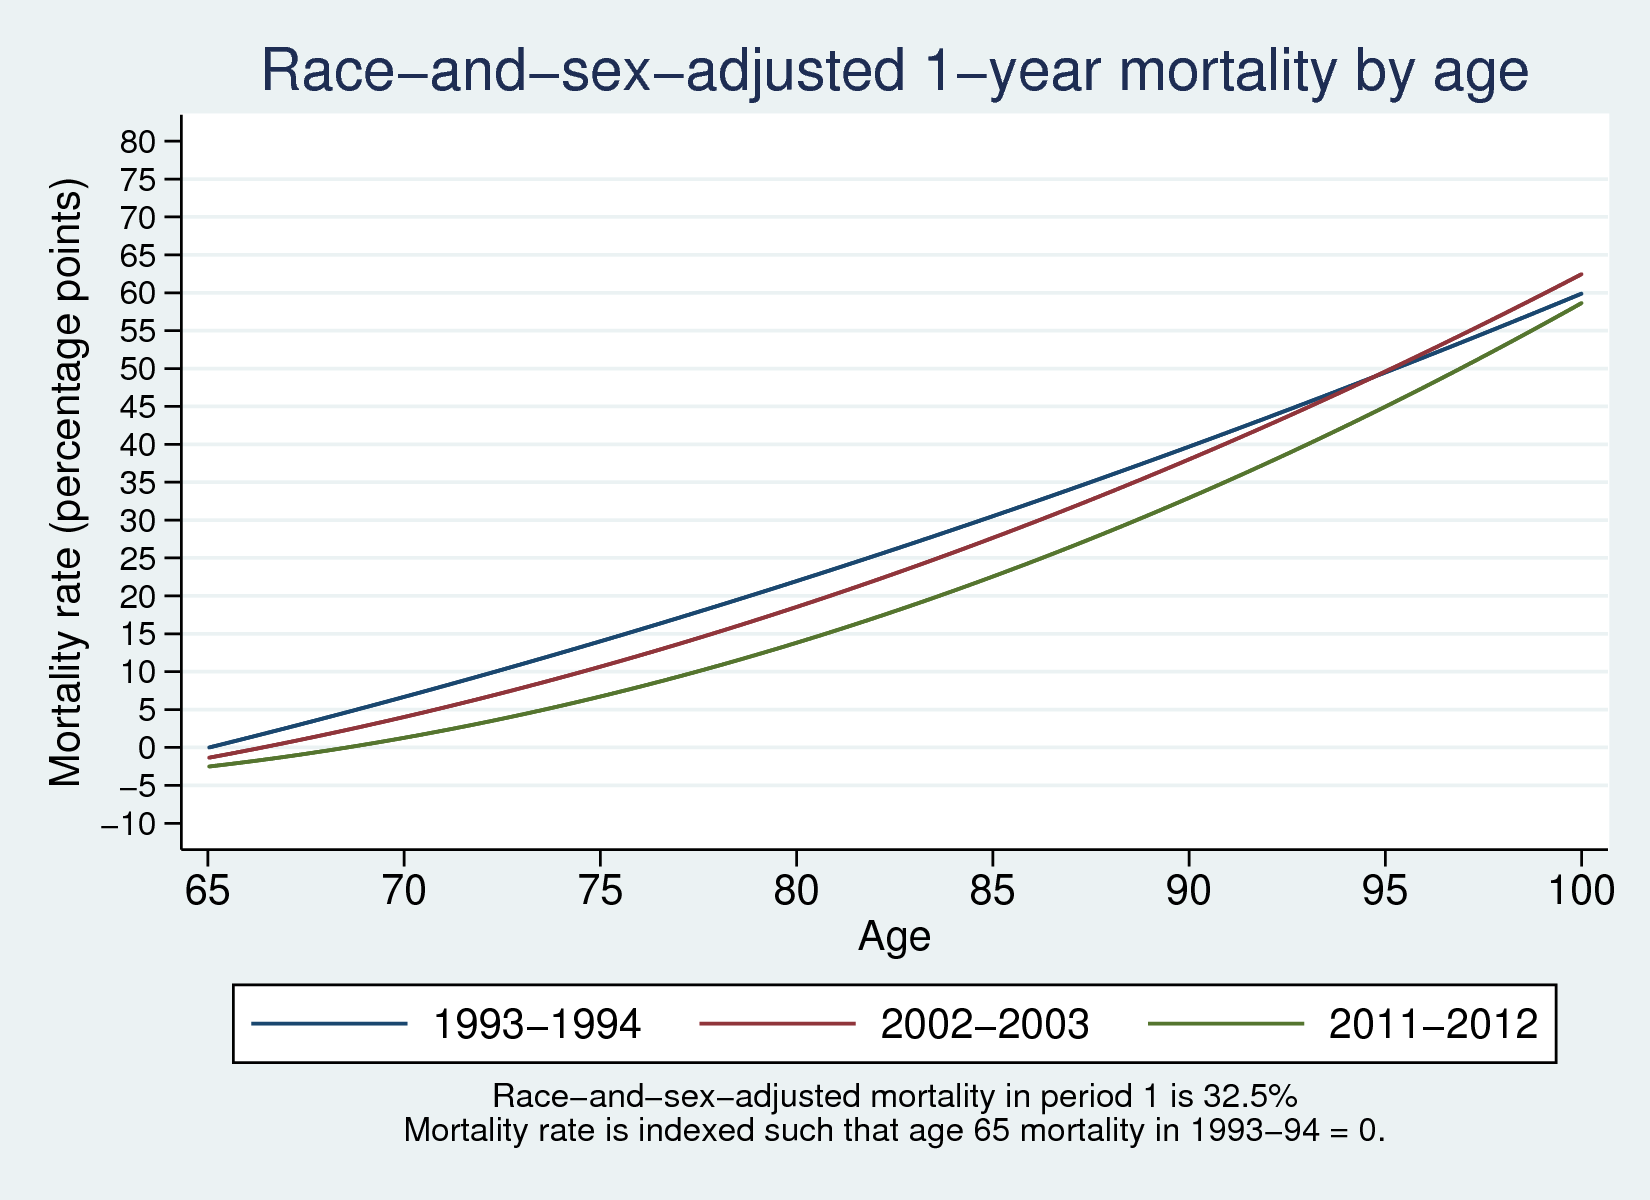 Race–and–sex–adjusted 1–year mortality by age
Mortality rate (percentage points)
80
75
70
65
60
55
50
45
40
35
30
25
20
15
10
5
0
–5
–10
65 70 75 80 85 90 95 100
Age
1993–1994 2002–2003 2011–2012
Race–and–sex–adjusted mortality in period 1 is 32.5%
Mortality rate is indexed such that age 65 mortality in 1993–94 = 0.